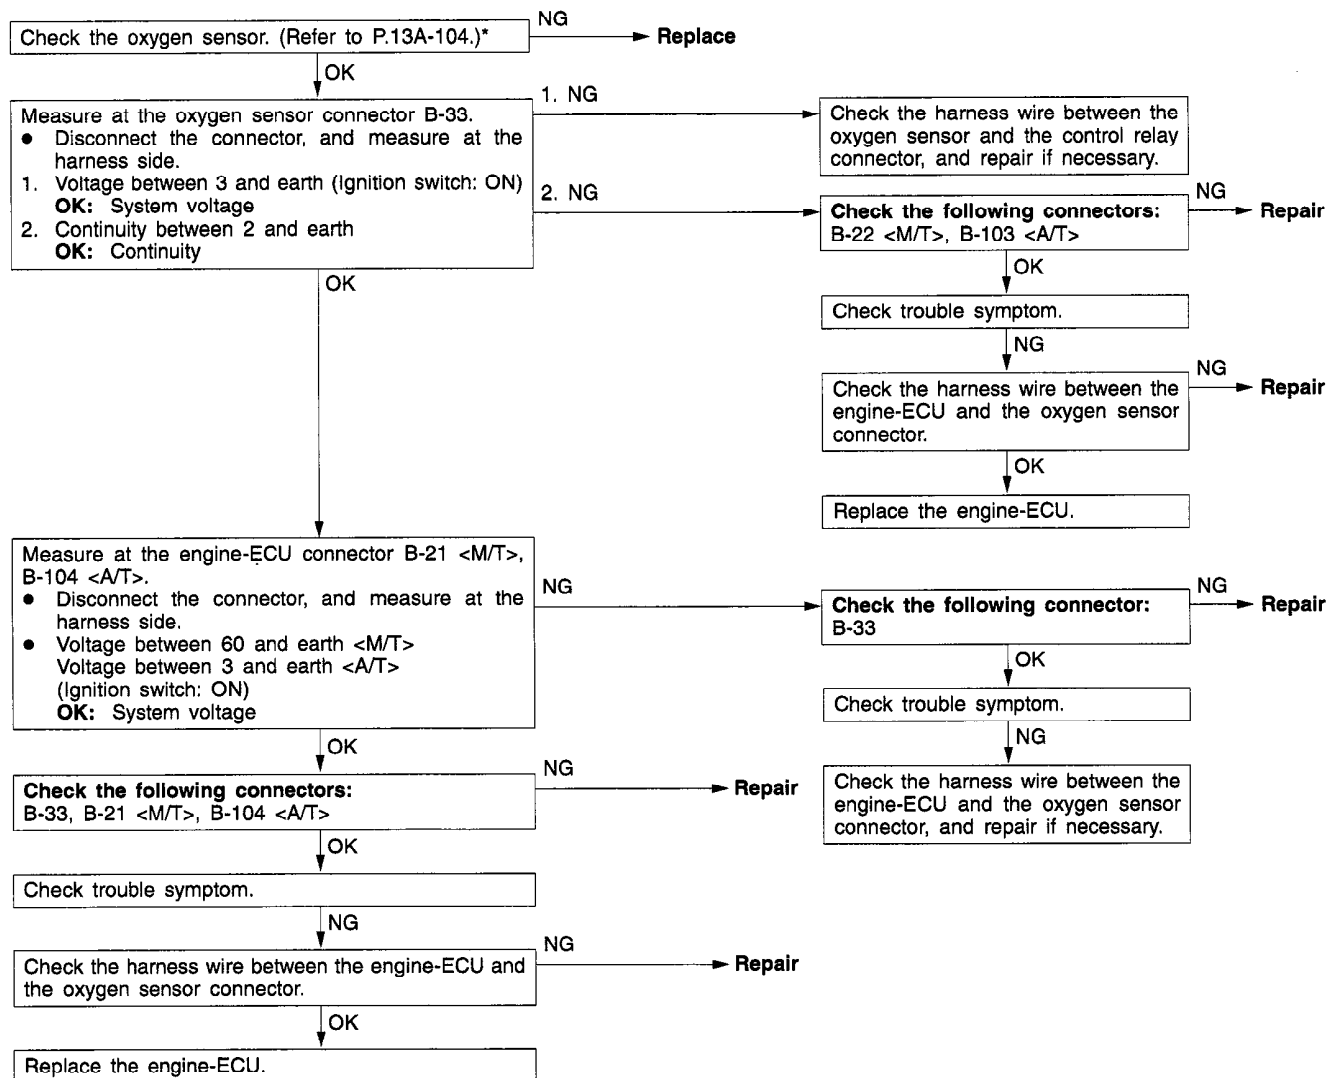 Check the oxygen sensor. (Refer to P.13A-104.)*
NG
Replace
OK
Measure at the oxygen sensor connector B-33.
● Disconnect the connector, and measure at the
harness side.
1. Voltage between 3 and earth (Ignition switch: ON)
OK: System voltage
2. Continuity between 2 and earth
OK: Continuity
1. NG
Check the harness wire between the
oxygen sensor and the control relay
connector, and repair if necessary.
2. NG
Check the following connectors:
B-22 <M/T>, B-103 <A/T>
NG
Repair
OK
Check trouble symptom.
NG
Check the harness wire between the
engine-ECU and the oxygen sensor
connector.
NG
Repair
OK
Replace the engine-ECU.
OK
Measure at the engine-ECU connector B-21 <M/T>,
B-104 <A/T>.
● Disconnect the connector, and measure at the
harness side.
● Voltage between 60 and earth <M/T>
Voltage between 3 and earth <A/T>
(Ignition switch: ON)
OK: System voltage
NG
Check the following connector:
B-33
NG
Repair
OK
Check trouble symptom.
NG
Check the harness wire between the
engine-ECU and the oxygen sensor
connector, and repair if necessary.
OK
Check the following connectors:
B-33, B-21 <M/T>, B-104 <A/T>
NG
Repair
OK
Check trouble symptom.
NG
Check the harness wire between the engine-ECU and
the oxygen sensor connector.
NG
Repair
OK
Replace the engine-ECU.